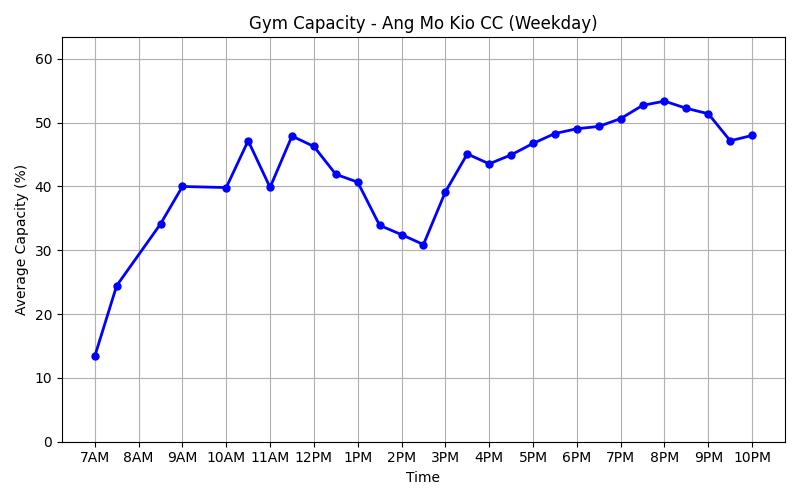 Gym Capacity - Ang Mo Kio CC (Weekday)
60
50
40
30
20
10
0
Average Capacity (%)
7AM 8AM 9AM 10AM 11AM 12PM 1PM 2PM 3PM 4PM 5PM 6PM 7PM 8PM 9PM 10PM
Time